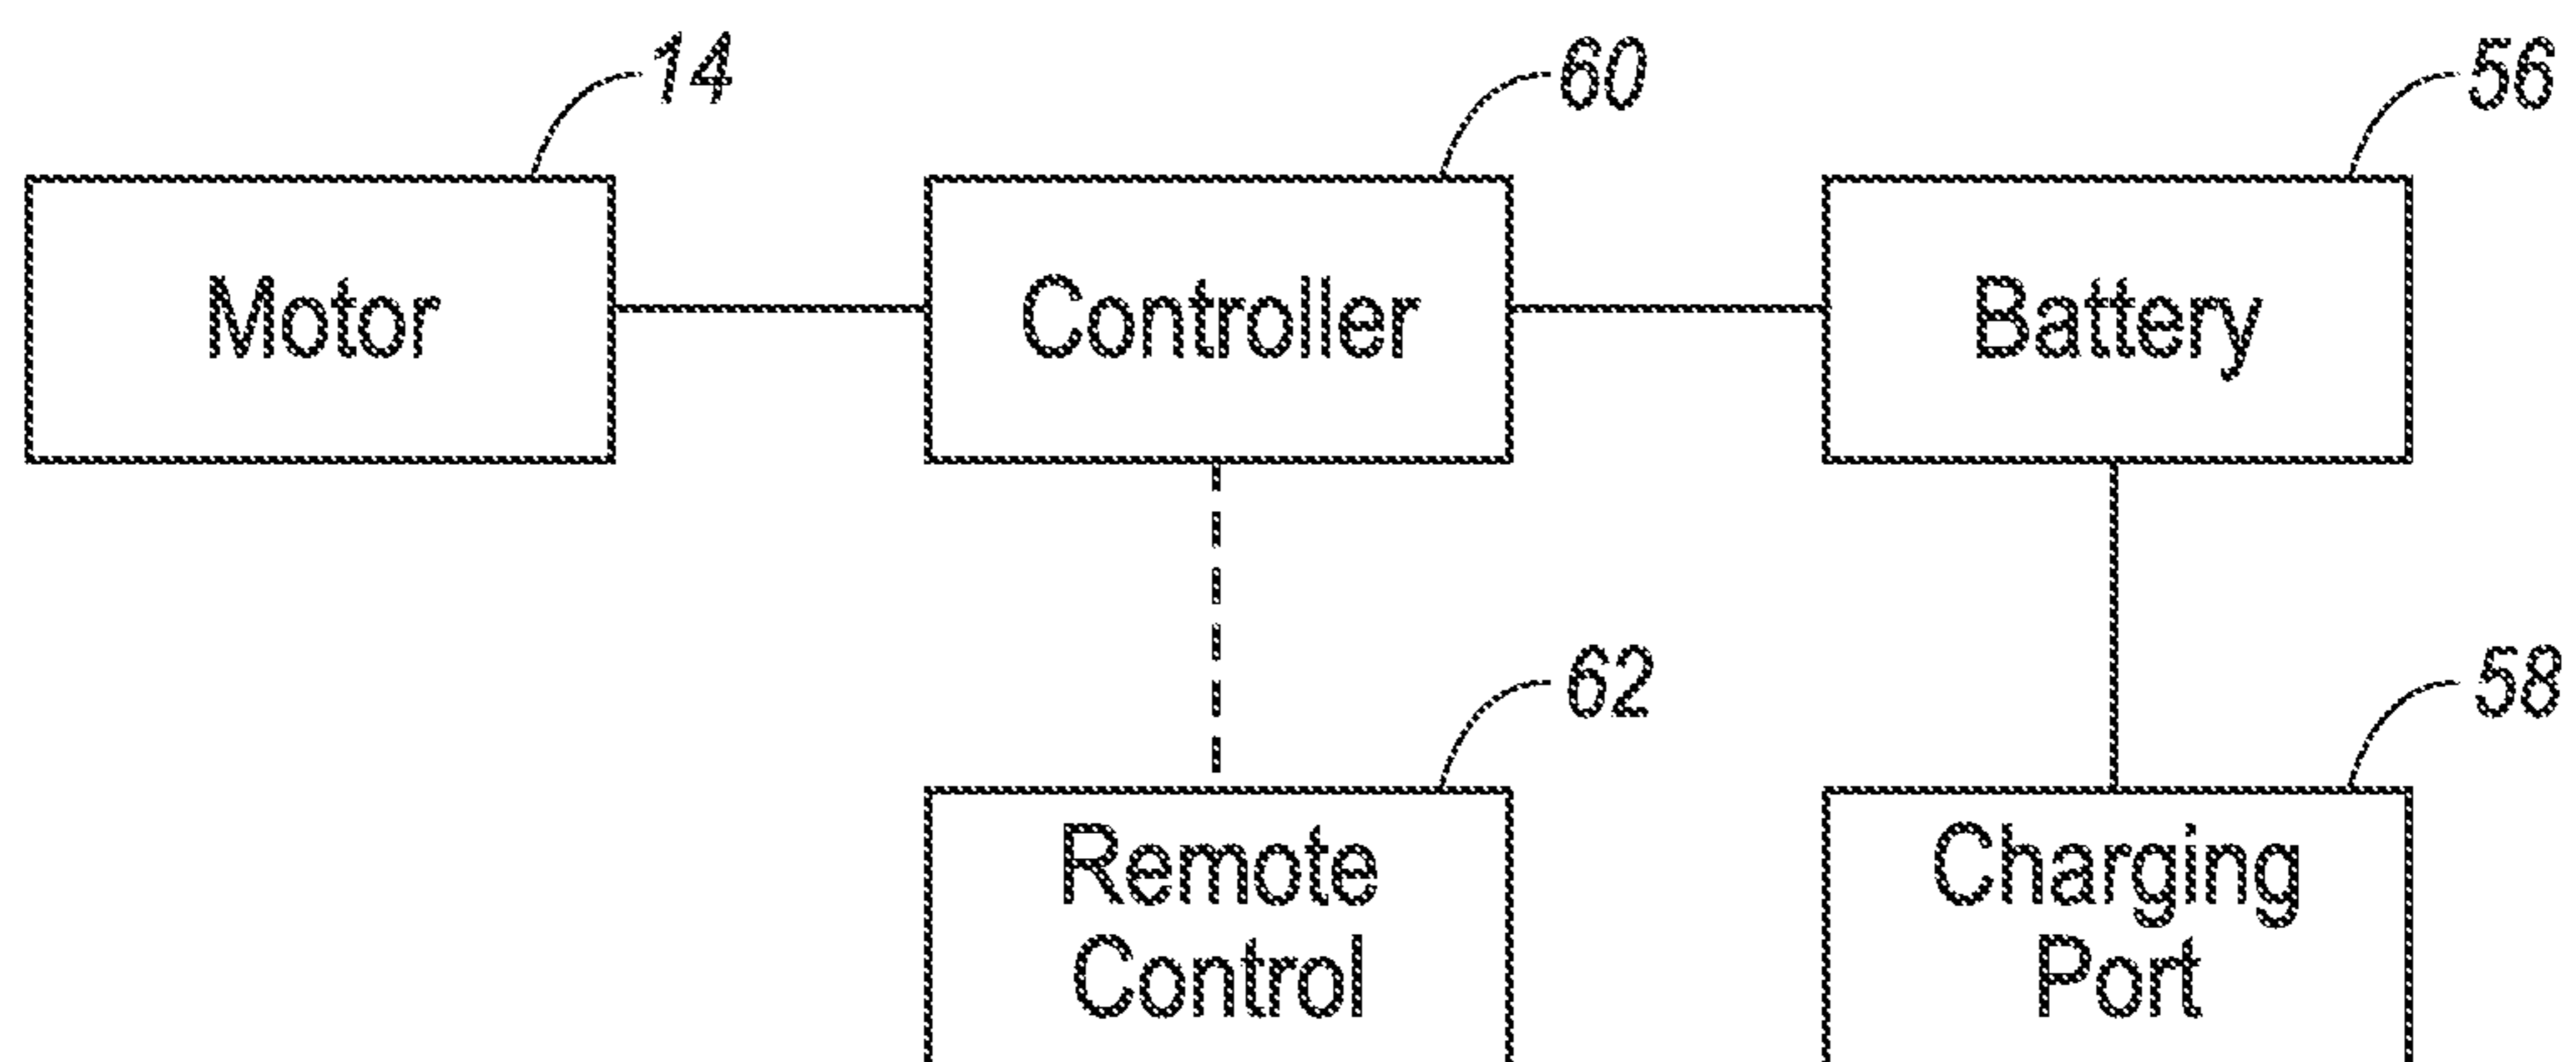 14
60
56
Motor
Controller
Battery
62
58
Remote
Control
Charging
Port